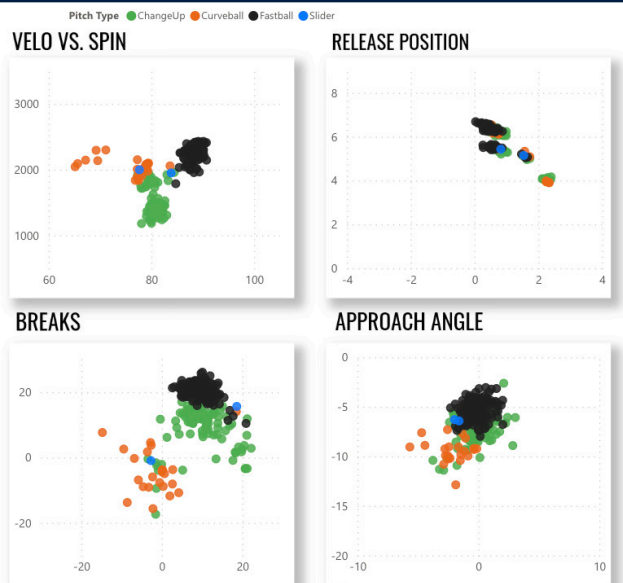 Pitch Type ChangeUp Curveball Fastball Slider
VELO VS. SPIN
3000
2000
1000
60 80 100
RELEASE POSITION
8
6
4
2
0
-4 -2 0 2 4
BREAKS
20
0
-20
-20 0 20
APPROACH ANGLE
0
-5
-10
-15
-20
-10 0 10